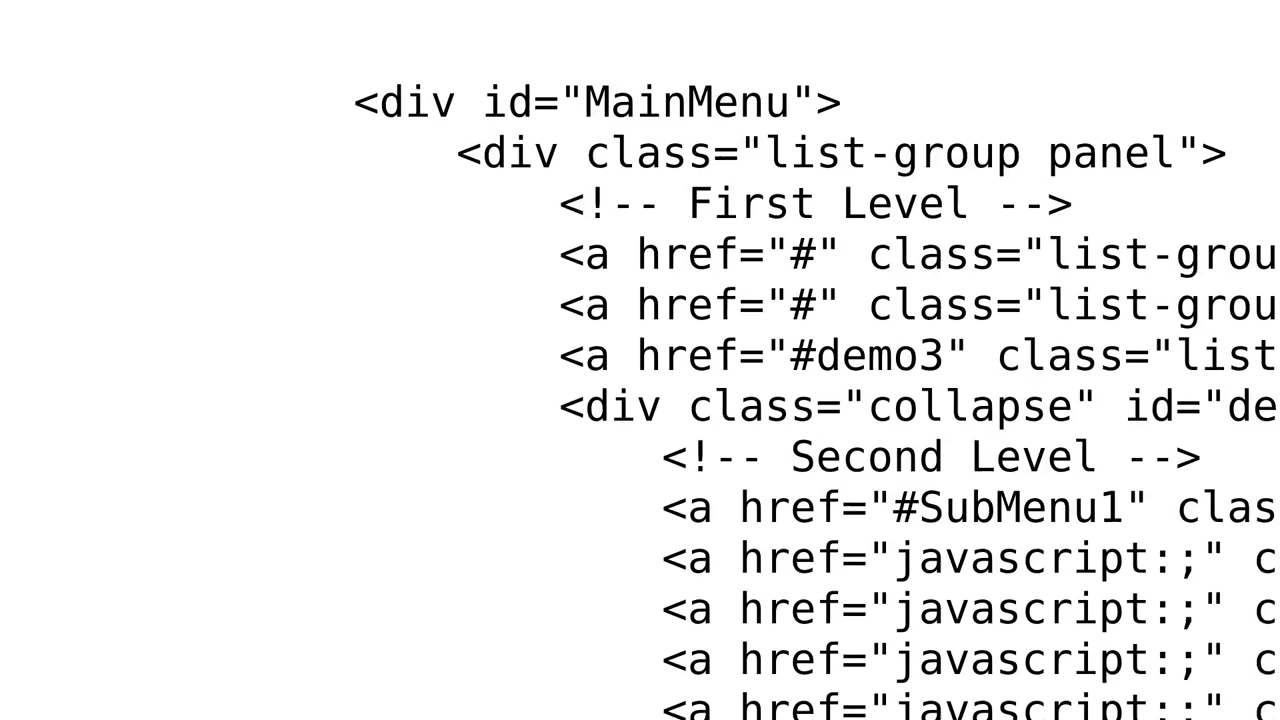 <div id="MainMenu">
<div class="list-group panel">
<!-- First Level -->
<a href="#" class="list-grou
<a href="#" class="list-grou
<a href="#demo3" class="list
<div class="collapse" id="de
<!-- Second Level -->
<a href="#SubMenu1" clas
<a href="javascript:;" c
<a href="javascript:;" c
<a href="javascript:;" c
<a href="javascript:;" c